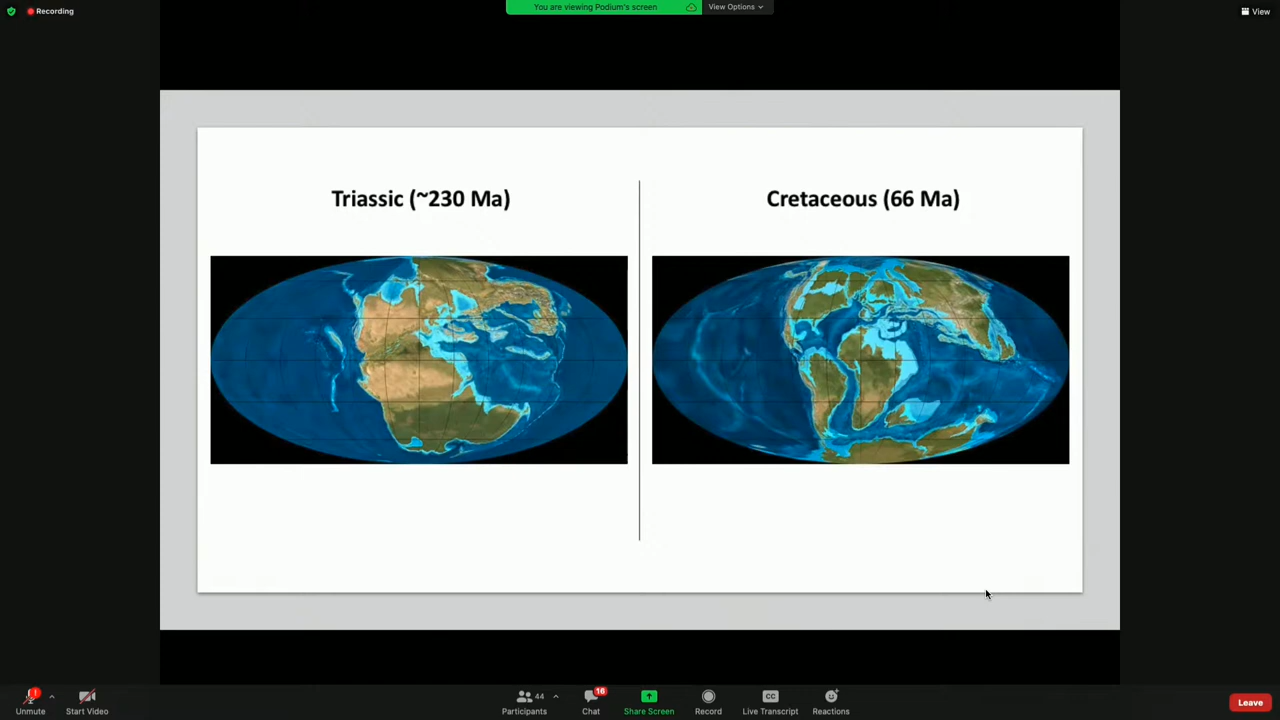 Recording
You are viewing Podium's screen
View Options
View
Triassic (~230 Ma)
Cretaceous (66 Ma)
!
Unmute
Start Video
44
Participants
16
Chat
Share Screen
Record
CC
Live Transcript
Reactions
Leave